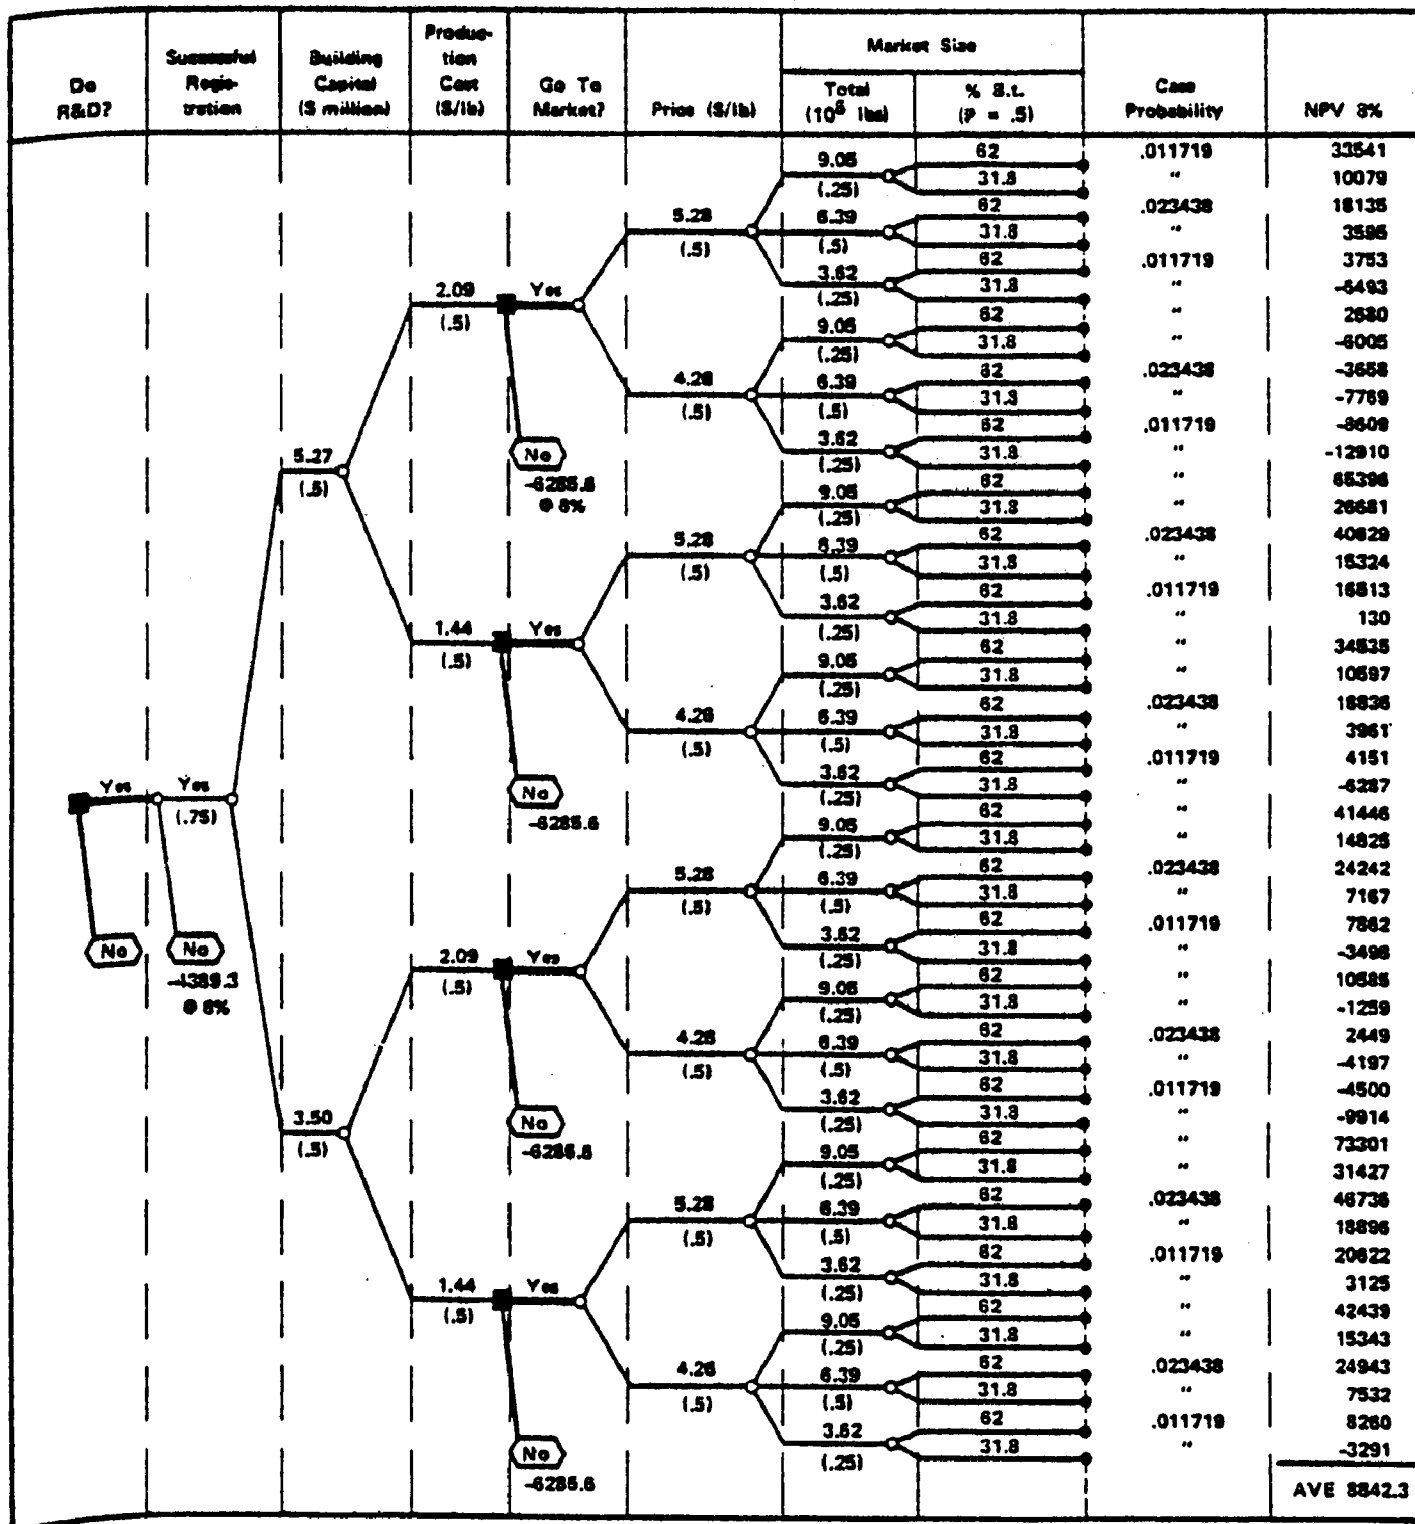 Do R&D?
Successful Regis-tration
Building Capital ($ million)
Produc-tion Cost ($/lb)
Go To Market?
Price ($/lb)
Market Size
Total (10⁶ lbs)
% S.t. (P = .5)
Case Probability
NPV 8%
9.05 62 .011719 33541
(.25) 31.8 " 10079
5.28 6.39 62 .023438 18135
(.5) (.5) 31.8 " 3595
3.62 62 .011719 3753
(.25) 31.8 " -6493
2.09 Yes
(.5)
9.05 62 " 2680
(.25) 31.8 " -6005
4.28 6.39 62 .023438 -3658
(.5) (.5) 31.8 " -7769
3.62 62 .011719 -8609
(.25) 31.8 " -12910
No
-6285.6
@ 8%
5.27
(.5)
9.05 62 " 65396
(.25) 31.8 " 26681
5.28 6.39 62 .023438 40829
(.5) (.5) 31.8 " 15324
3.62 62 .011719 16513
(.25) 31.8 " 130
1.44 Yes
(.5)
9.05 62 " 34535
(.25) 31.8 " 10597
4.28 6.39 62 .023438 18836
(.5) (.5) 31.8 " 3961
3.62 62 .011719 4151
(.25) 31.8 " -6287
No
-6285.6
Yes Yes
(.75)
No No
-4389.3
@ 8%
9.05 62 " 41446
(.25) 31.8 " 14825
5.28 6.39 62 .023438 24242
(.5) (.5) 31.8 " 7167
3.62 62 .011719 7862
(.25) 31.8 " -3496
2.09 Yes
(.5)
9.05 62 " 10585
(.25) 31.8 " -1259
4.28 6.39 62 .023438 2449
(.5) (.5) 31.8 " -4197
3.62 62 .011719 -4500
(.25) 31.8 " -9914
No
-6285.6
3.50
(.5)
9.05 62 " 73301
(.25) 31.8 " 31427
5.28 6.39 62 .023438 46736
(.5) (.5) 31.8 " 18896
3.62 62 .011719 20622
(.25) 31.8 " 3125
1.44 Yes
(.5)
9.05 62 " 42439
(.25) 31.8 " 15343
4.28 6.39 62 .023438 24943
(.5) (.5) 31.8 " 7532
3.62 62 .011719 8260
(.25) 31.8 " -3291
No
-6285.6
AVE 8842.3